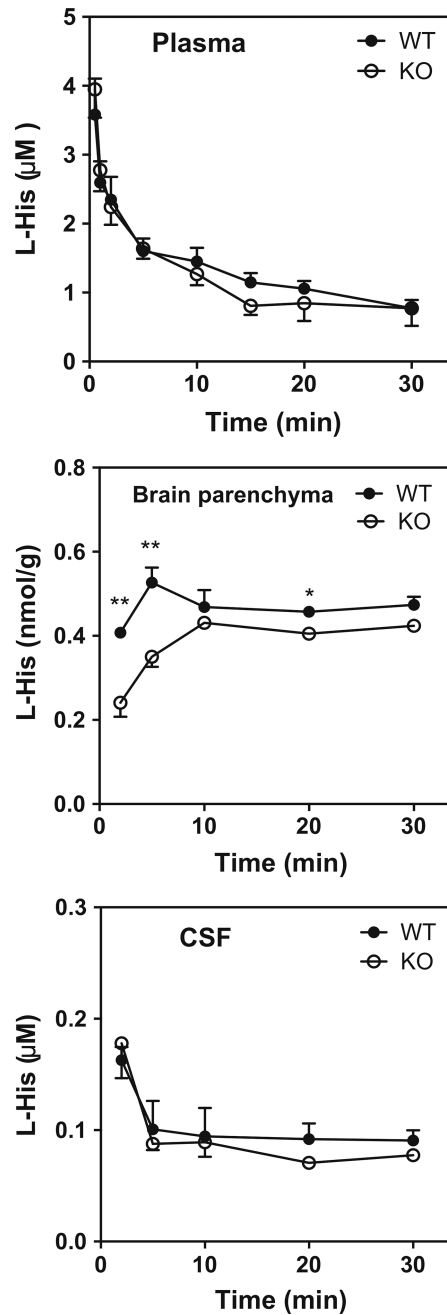 Plasma
WT
KO
L-His (μM )
5
4
3
2
1
0
0
10
20
30
Time (min)
Brain parenchyma
WT
KO
L-His (nmol/g)
0.8
0.6
0.4
0.2
0.0
**
**
*
0
10
20
30
Time (min)
CSF
WT
KO
L-His (μM)
0.3
0.2
0.1
0.0
0
10
20
30
Time (min)